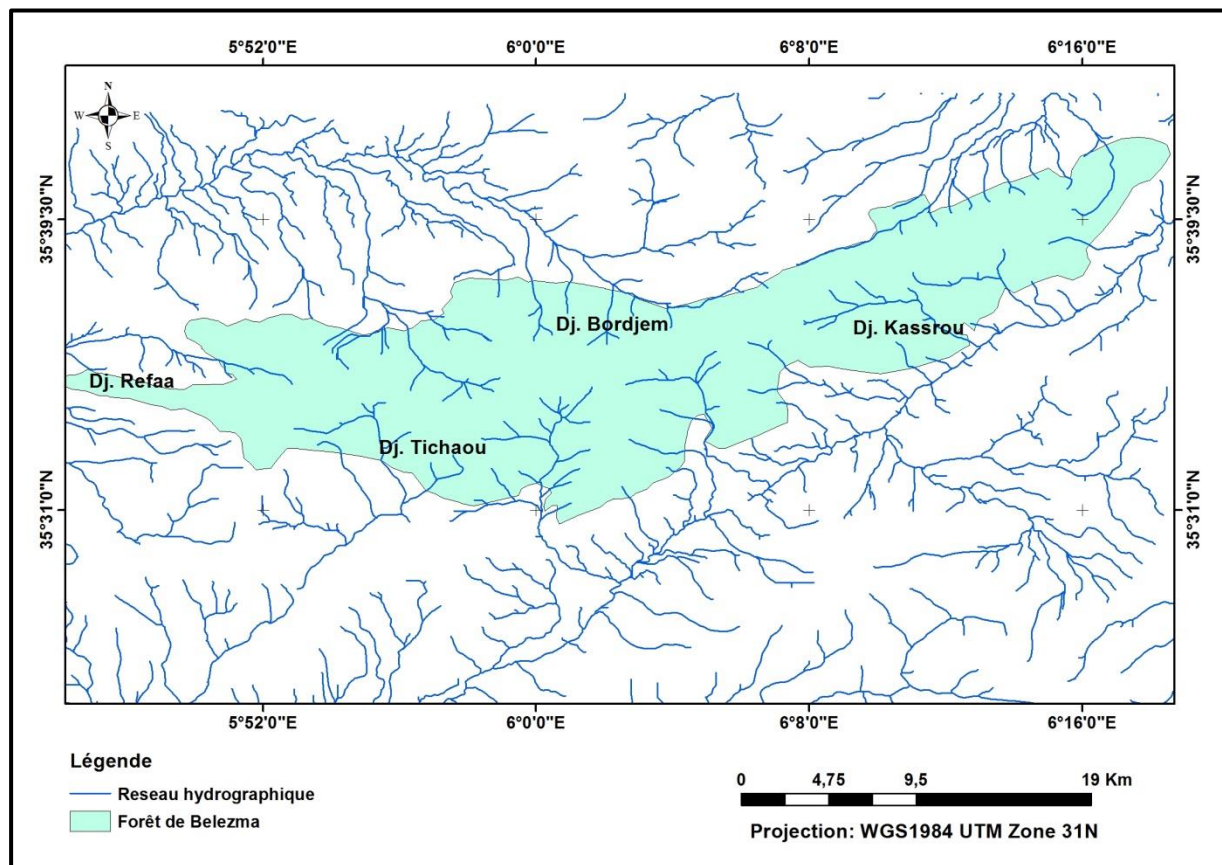 5°52'0"E 6°0'0"E 6°8'0"E 6°16'0"E
N
W E
S
35°39'30"N 35°39'30"N
Dj. Bordjem
Dj. Kassrou
Dj. Refaa
Dj. Tichaou
35°31'0"N 35°31'0"N
5°52'0"E 6°0'0"E 6°8'0"E 6°16'0"E
Légende
Reseau hydrographique
Forêt de Belezma
0 4,75 9,5 19 Km
Projection: WGS1984 UTM Zone 31N